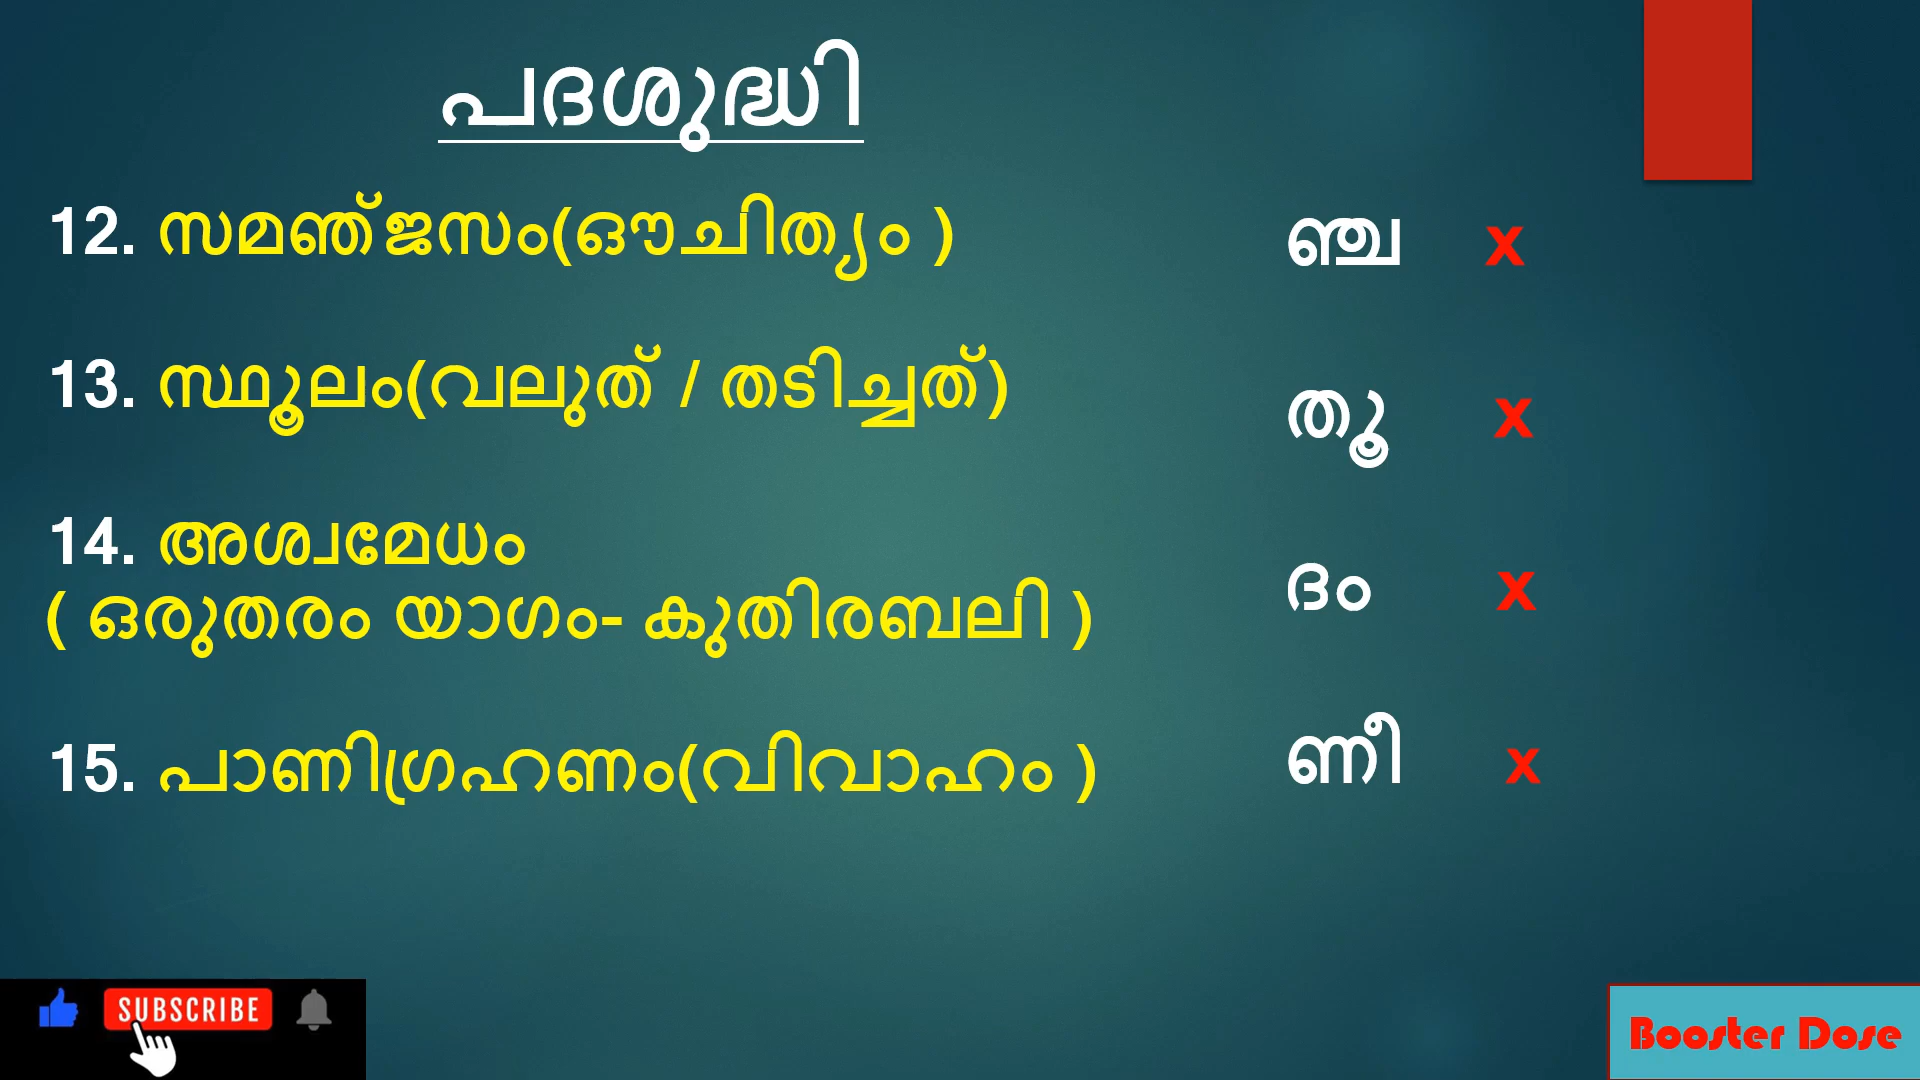 പദശുദ്ധി
12. സമഞ്ജസം(ഔചിത്യം ) ഞ്ച x
13. സ്ഥൂലം(വലുത് / തടിച്ചത്) തൂ x
14. അശ്വമേധം
( ഒരുതരം യാഗം- കുതിരബലി ) ദം x
15. പാണിഗ്രഹണം(വിവാഹം ) ണീ x
SUBSCRIBE
Booster Dose